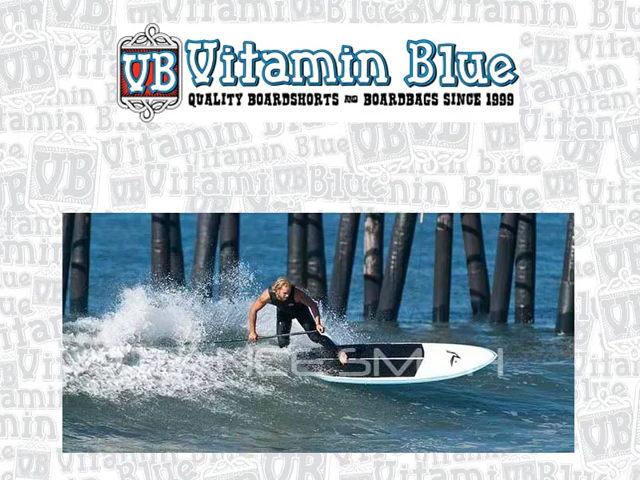 VB Vitamin Blue
QUALITY BOARDSHORTS AND BOARDBAGS SINCE 1999